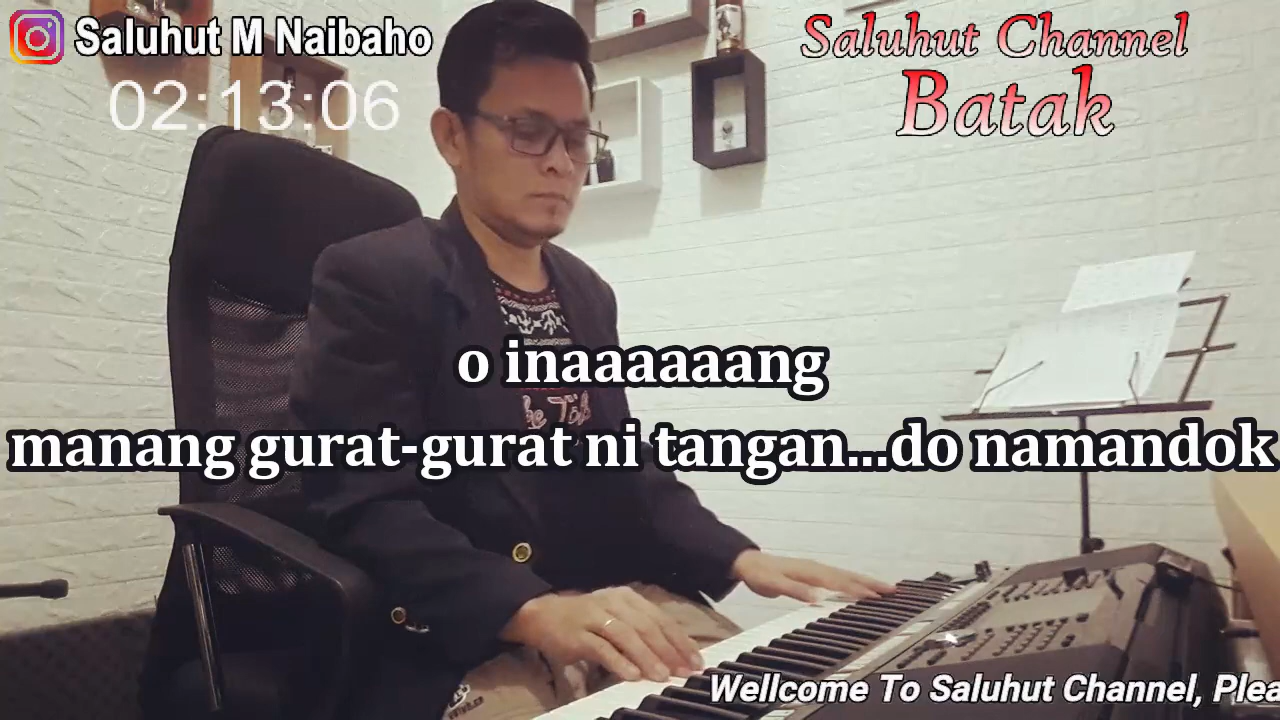 Saluhut M Naibaho
02:13:06
Saluhut Channel
Batak
o inaaaaaaang
manang gurat-gurat ni tangan...do namandok
Wellcome To Saluhut Channel, Plea